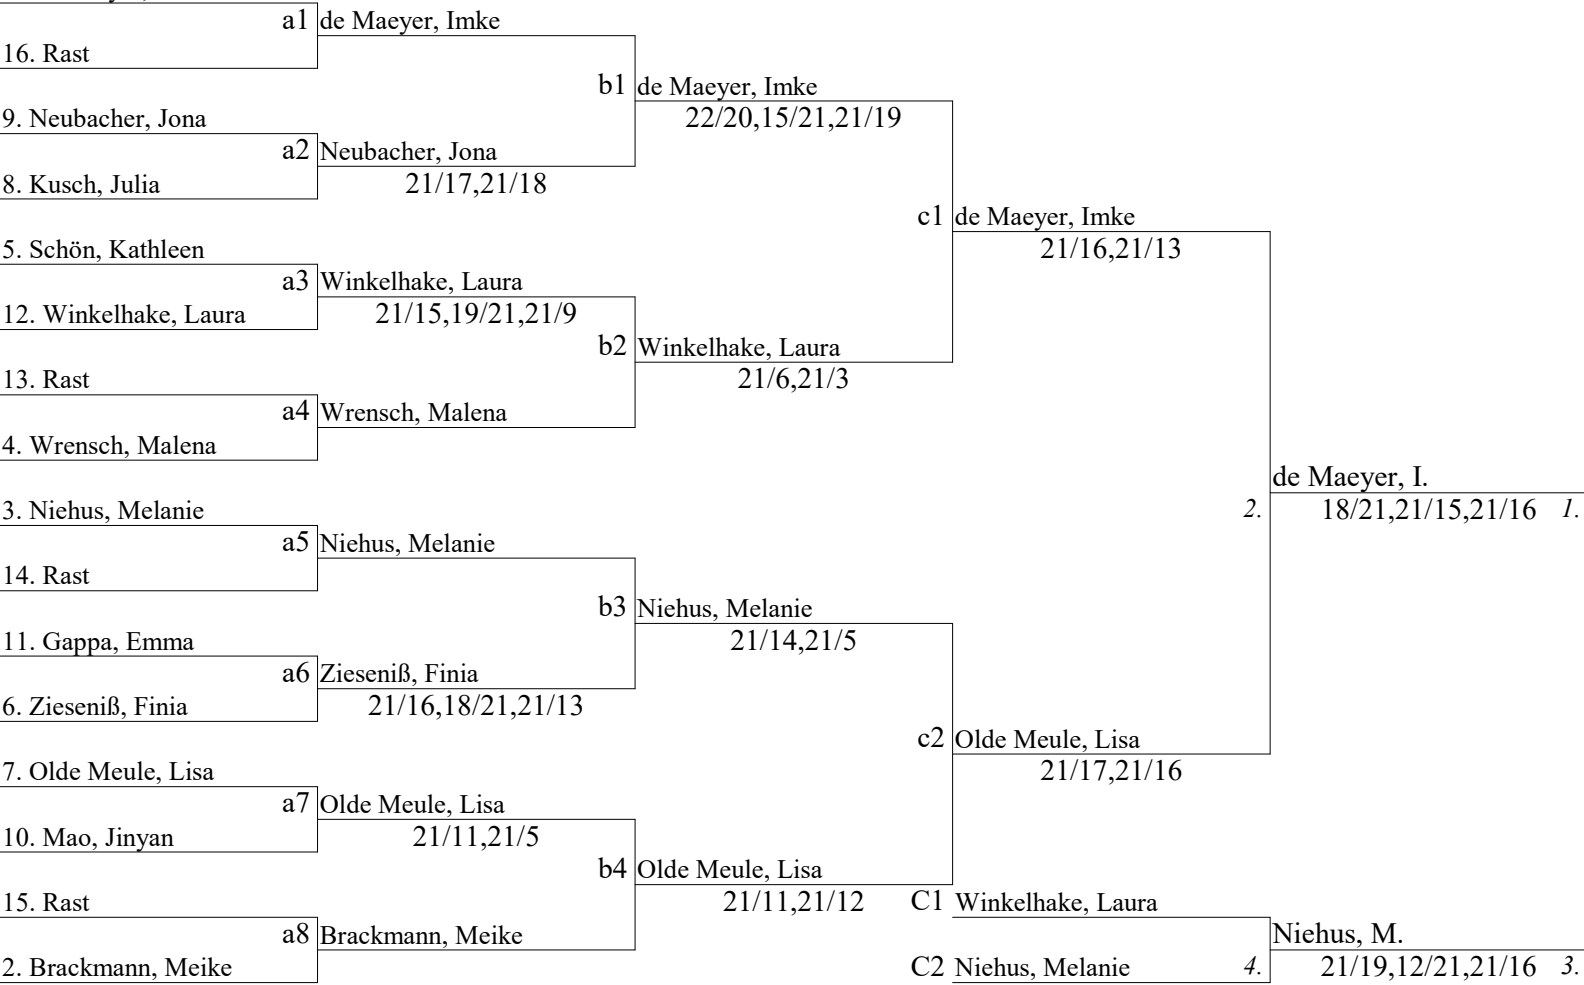 a1 de Maeyer, Imke
16. Rast
b1 de Maeyer, Imke
22/20,15/21,21/19
9. Neubacher, Jona
a2 Neubacher, Jona
21/17,21/18
8. Kusch, Julia
c1 de Maeyer, Imke
21/16,21/13
5. Schön, Kathleen
a3 Winkelhake, Laura
21/15,19/21,21/9
12. Winkelhake, Laura
b2 Winkelhake, Laura
21/6,21/3
13. Rast
a4 Wrensch, Malena
4. Wrensch, Malena
de Maeyer, I.
2. 18/21,21/15,21/16 1.
3. Niehus, Melanie
a5 Niehus, Melanie
14. Rast
b3 Niehus, Melanie
21/14,21/5
11. Gappa, Emma
a6 Zieseniß, Finia
21/16,18/21,21/13
6. Zieseniß, Finia
c2 Olde Meule, Lisa
21/17,21/16
7. Olde Meule, Lisa
a7 Olde Meule, Lisa
21/11,21/5
10. Mao, Jinyan
b4 Olde Meule, Lisa
21/11,21/12
15. Rast
a8 Brackmann, Meike
2. Brackmann, Meike
C1 Winkelhake, Laura
Niehus, M.
C2 Niehus, Melanie 4. 21/19,12/21,21/16 3.